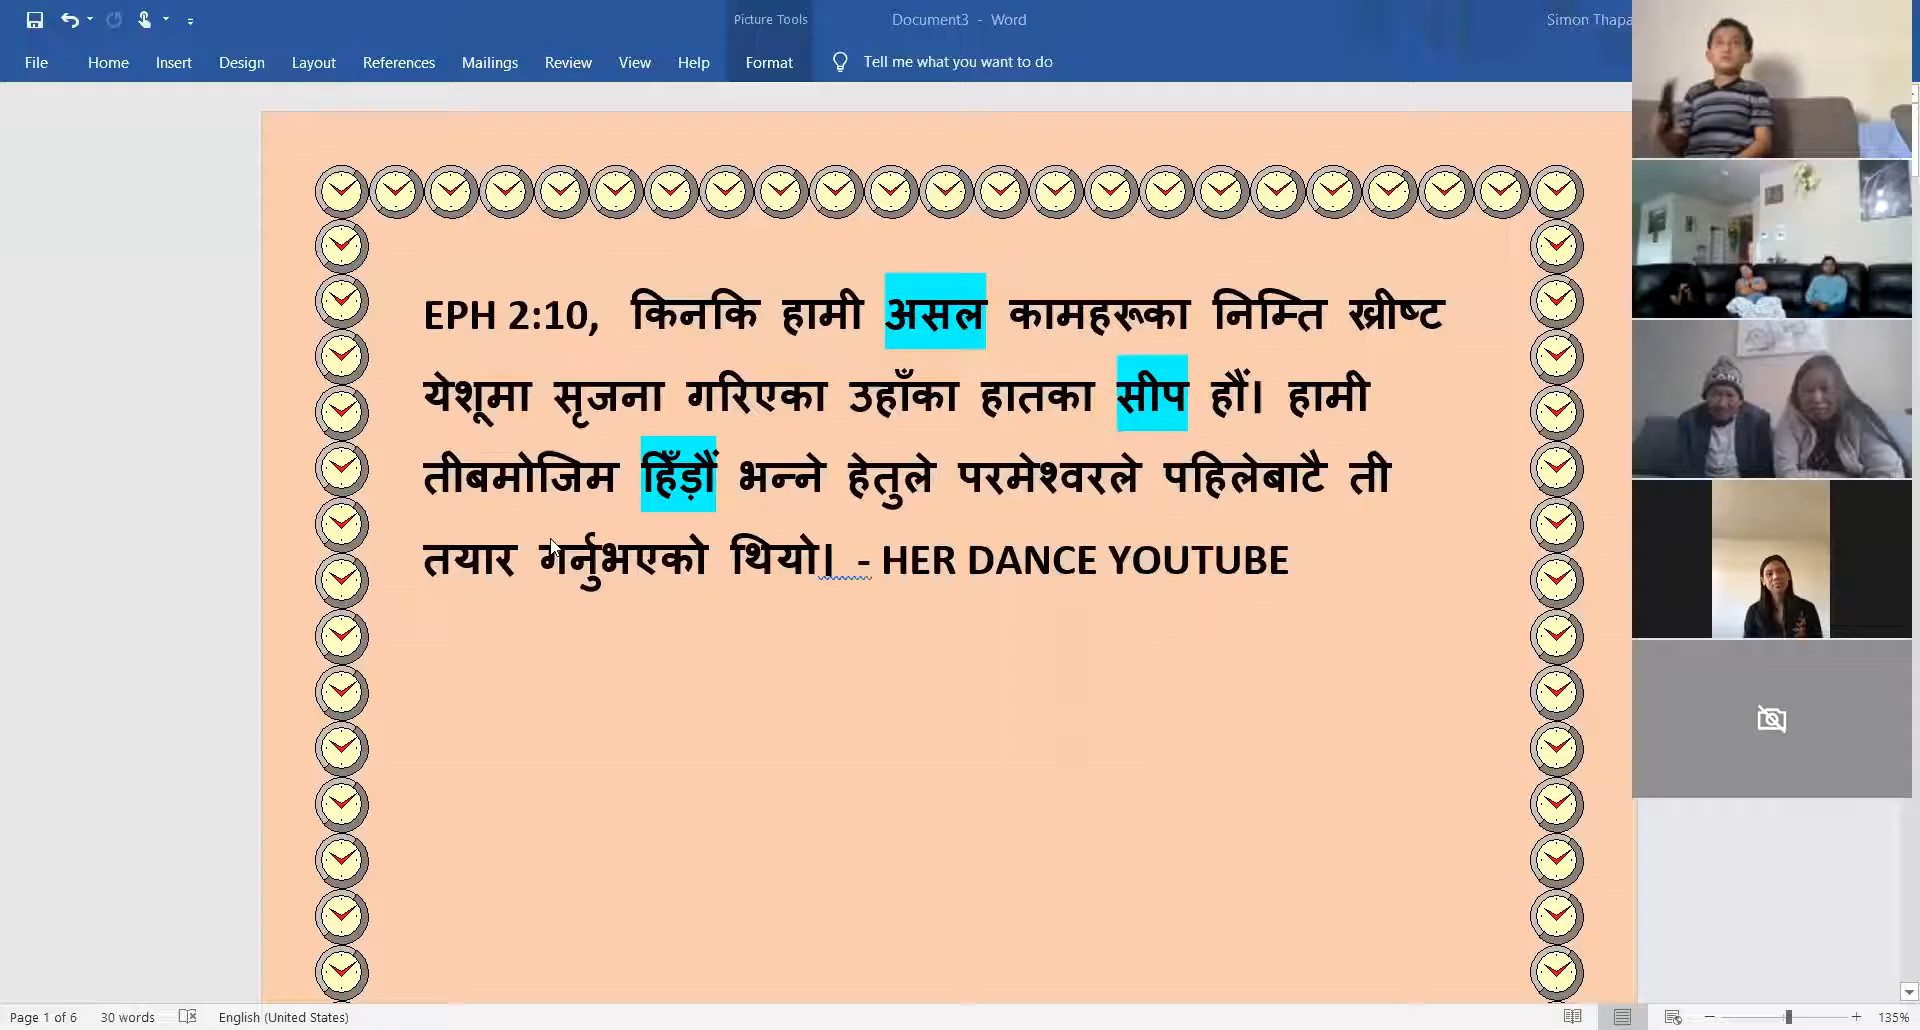 Picture Tools
Document3 - Word
Simon Thapa
File Home Insert Design Layout References Mailings Review View Help Format Tell me what you want to do
EPH 2:10, किनकि हामी असल कामहरूका निम्ति ख्रीष्ट
येशूमा सृजना गरिएका उहाँका हातका सीप हौं। हामी
तीबमोजिम हिँड़ौं भन्ने हेतुले परमेश्वरले पहिलेबाटै ती
तयार गर्नुभएको थियो। - HER DANCE YOUTUBE
Page 1 of 6 30 words English (United States) 135%